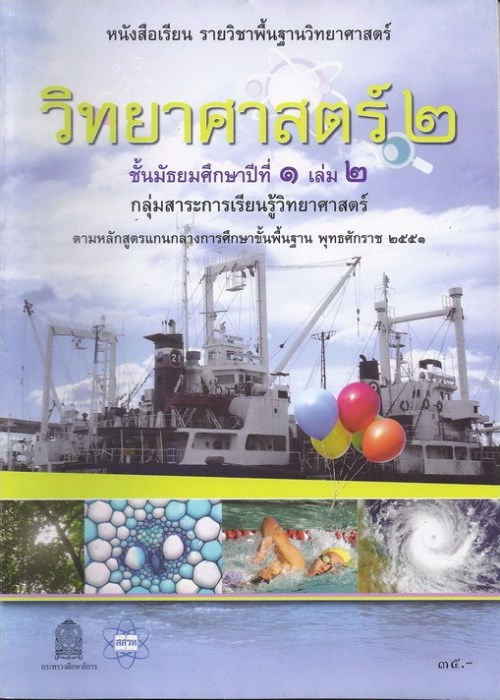 หนังสือเรียน รายวิชาพื้นฐานวิทยาศาสตร์
วิทยาศาสตร์ ๒
ชั้นมัธยมศึกษาปีที่ ๑ เล่ม ๒
กลุ่มสาระการเรียนรู้วิทยาศาสตร์
ตามหลักสูตรแกนกลางการศึกษาขั้นพื้นฐาน พุทธศักราช ๒๕๕๑
21
กระทรวงศึกษาธิการ
สสวท
๓๕.-